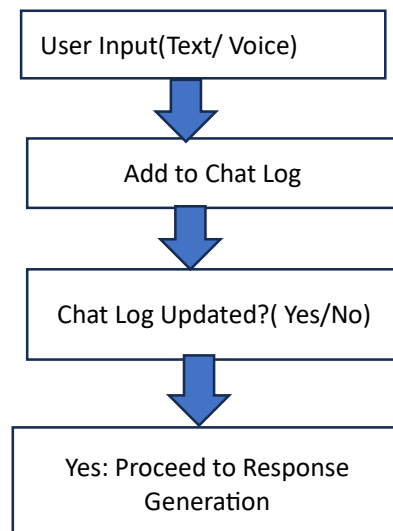 User Input(Text/ Voice)
Add to Chat Log
Chat Log Updated?( Yes/No)
Yes: Proceed to Response
Generation